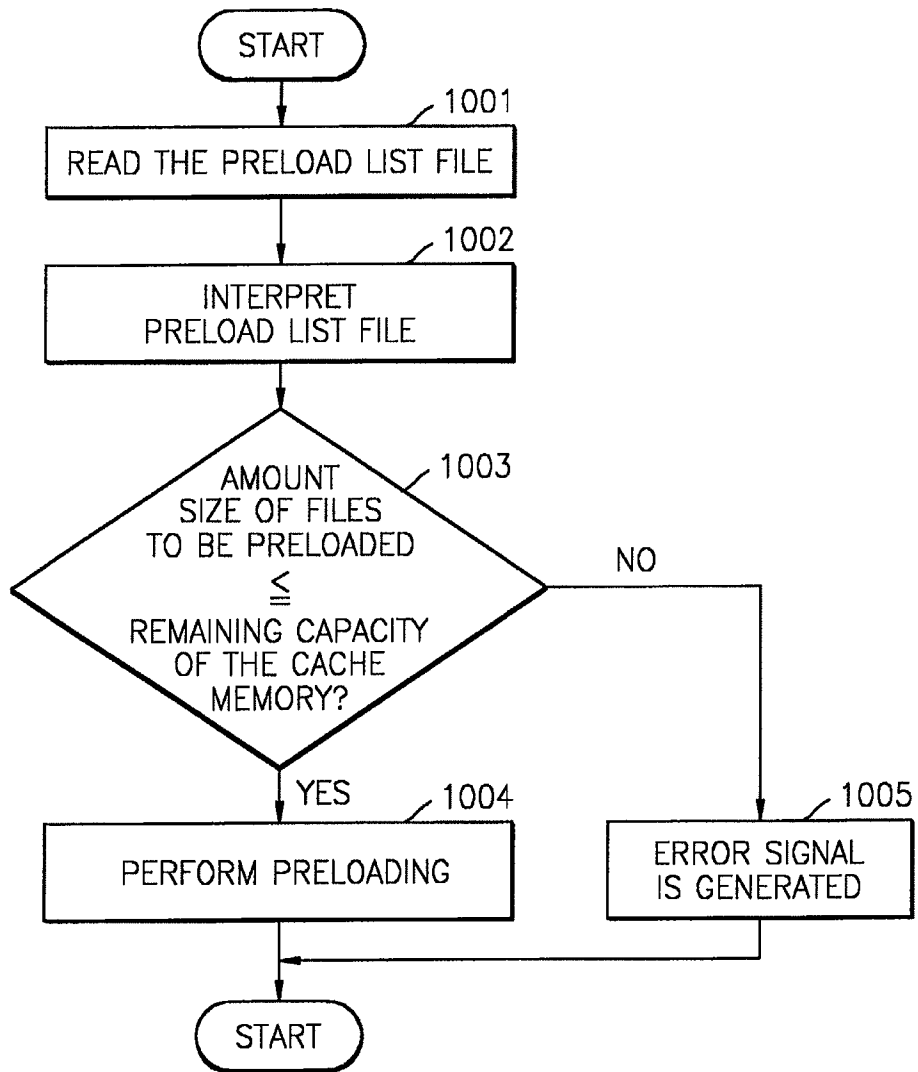 START
1001
READ THE PRELOAD LIST FILE
1002
INTERPRET
PRELOAD LIST FILE
1003
AMOUNT
SIZE OF FILES
TO BE PRELOADED
≦
REMAINING CAPACITY
OF THE CACHE
MEMORY?
NO
YES
1004
PERFORM PRELOADING
1005
ERROR SIGNAL
IS GENERATED
START